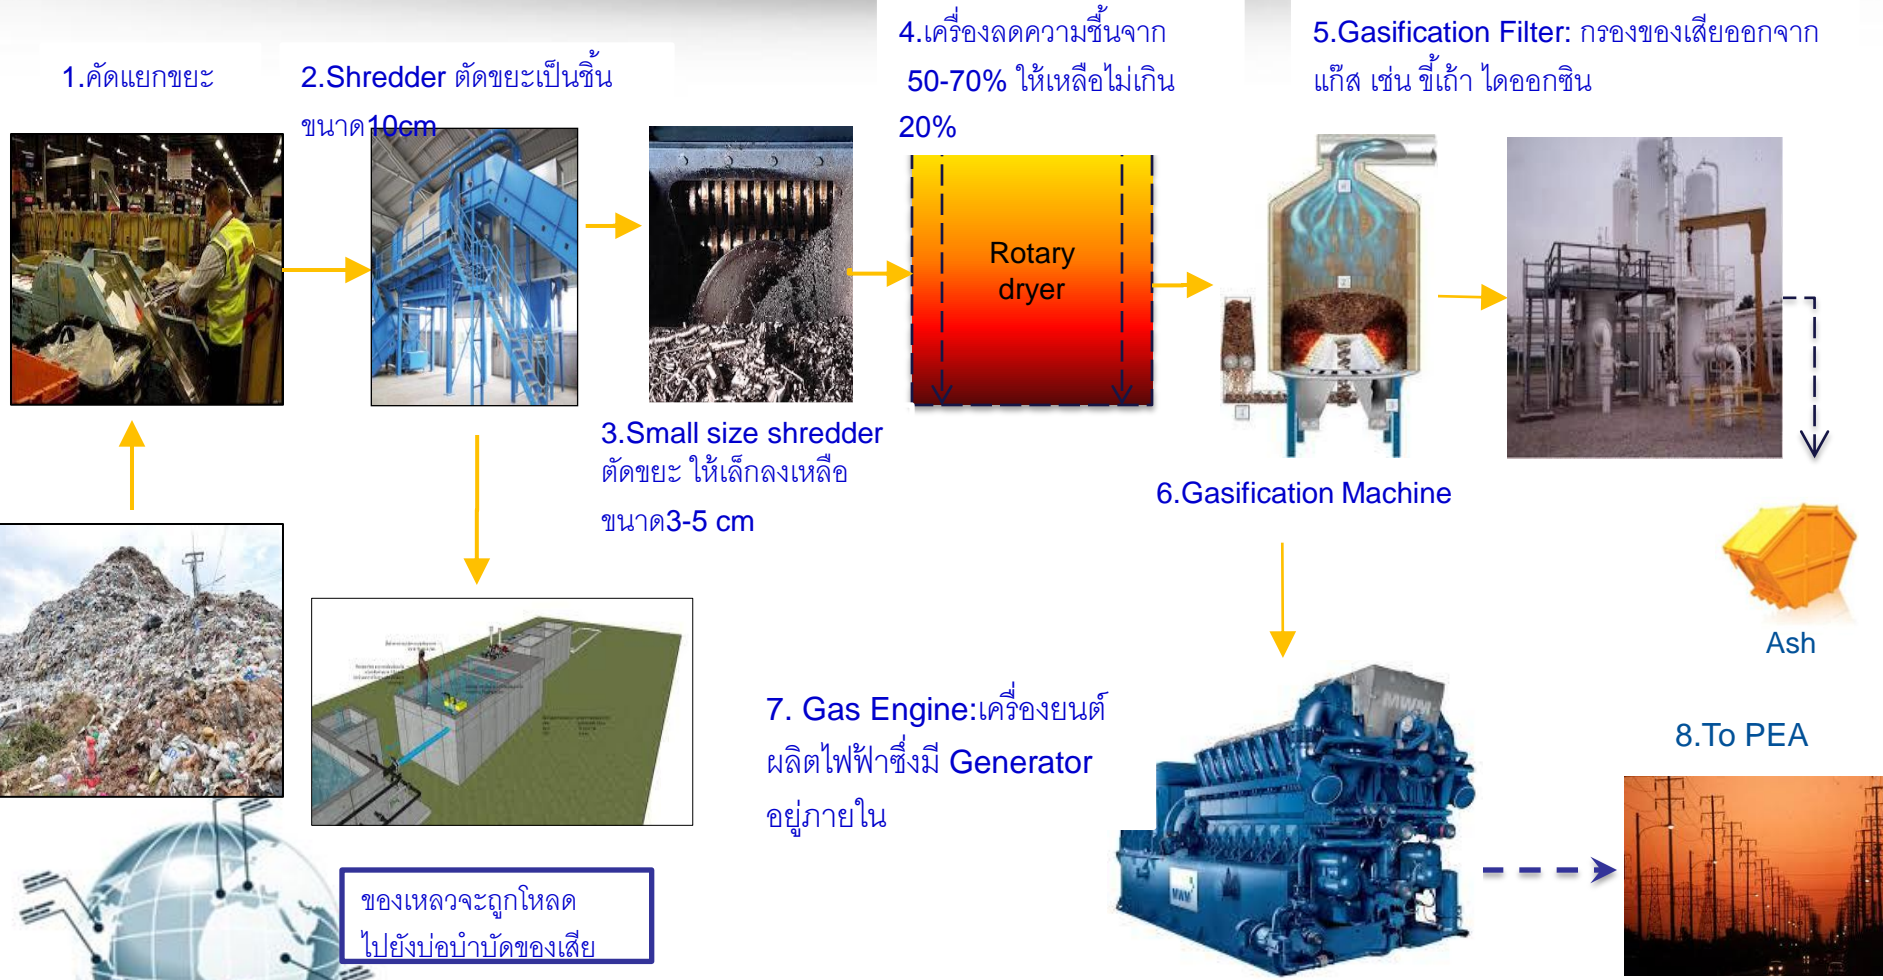 1.คัดแยกขยะ
2.Shredder ตัดขยะเป็นชิ้น
ขนาด10cm
4.เครื่องลดความชื้นจาก
50-70% ให้เหลือไม่เกิน
20%
5.Gasification Filter: กรองของเสียออกจาก
แก๊ส เช่น ขี้เถ้า ไดออกซิน
Rotary
dryer
3.Small size shredder
ตัดขยะ ให้เล็กลงเหลือ
ขนาด3-5 cm
6.Gasification Machine
Ash
7. Gas Engine:เครื่องยนต์
ผลิตไฟฟ้าซึ่งมี Generator
อยู่ภายใน
MWM
MWM
8.To PEA
ของเหลวจะถูกโหลด
ไปยังบ่อบำบัดของเสีย